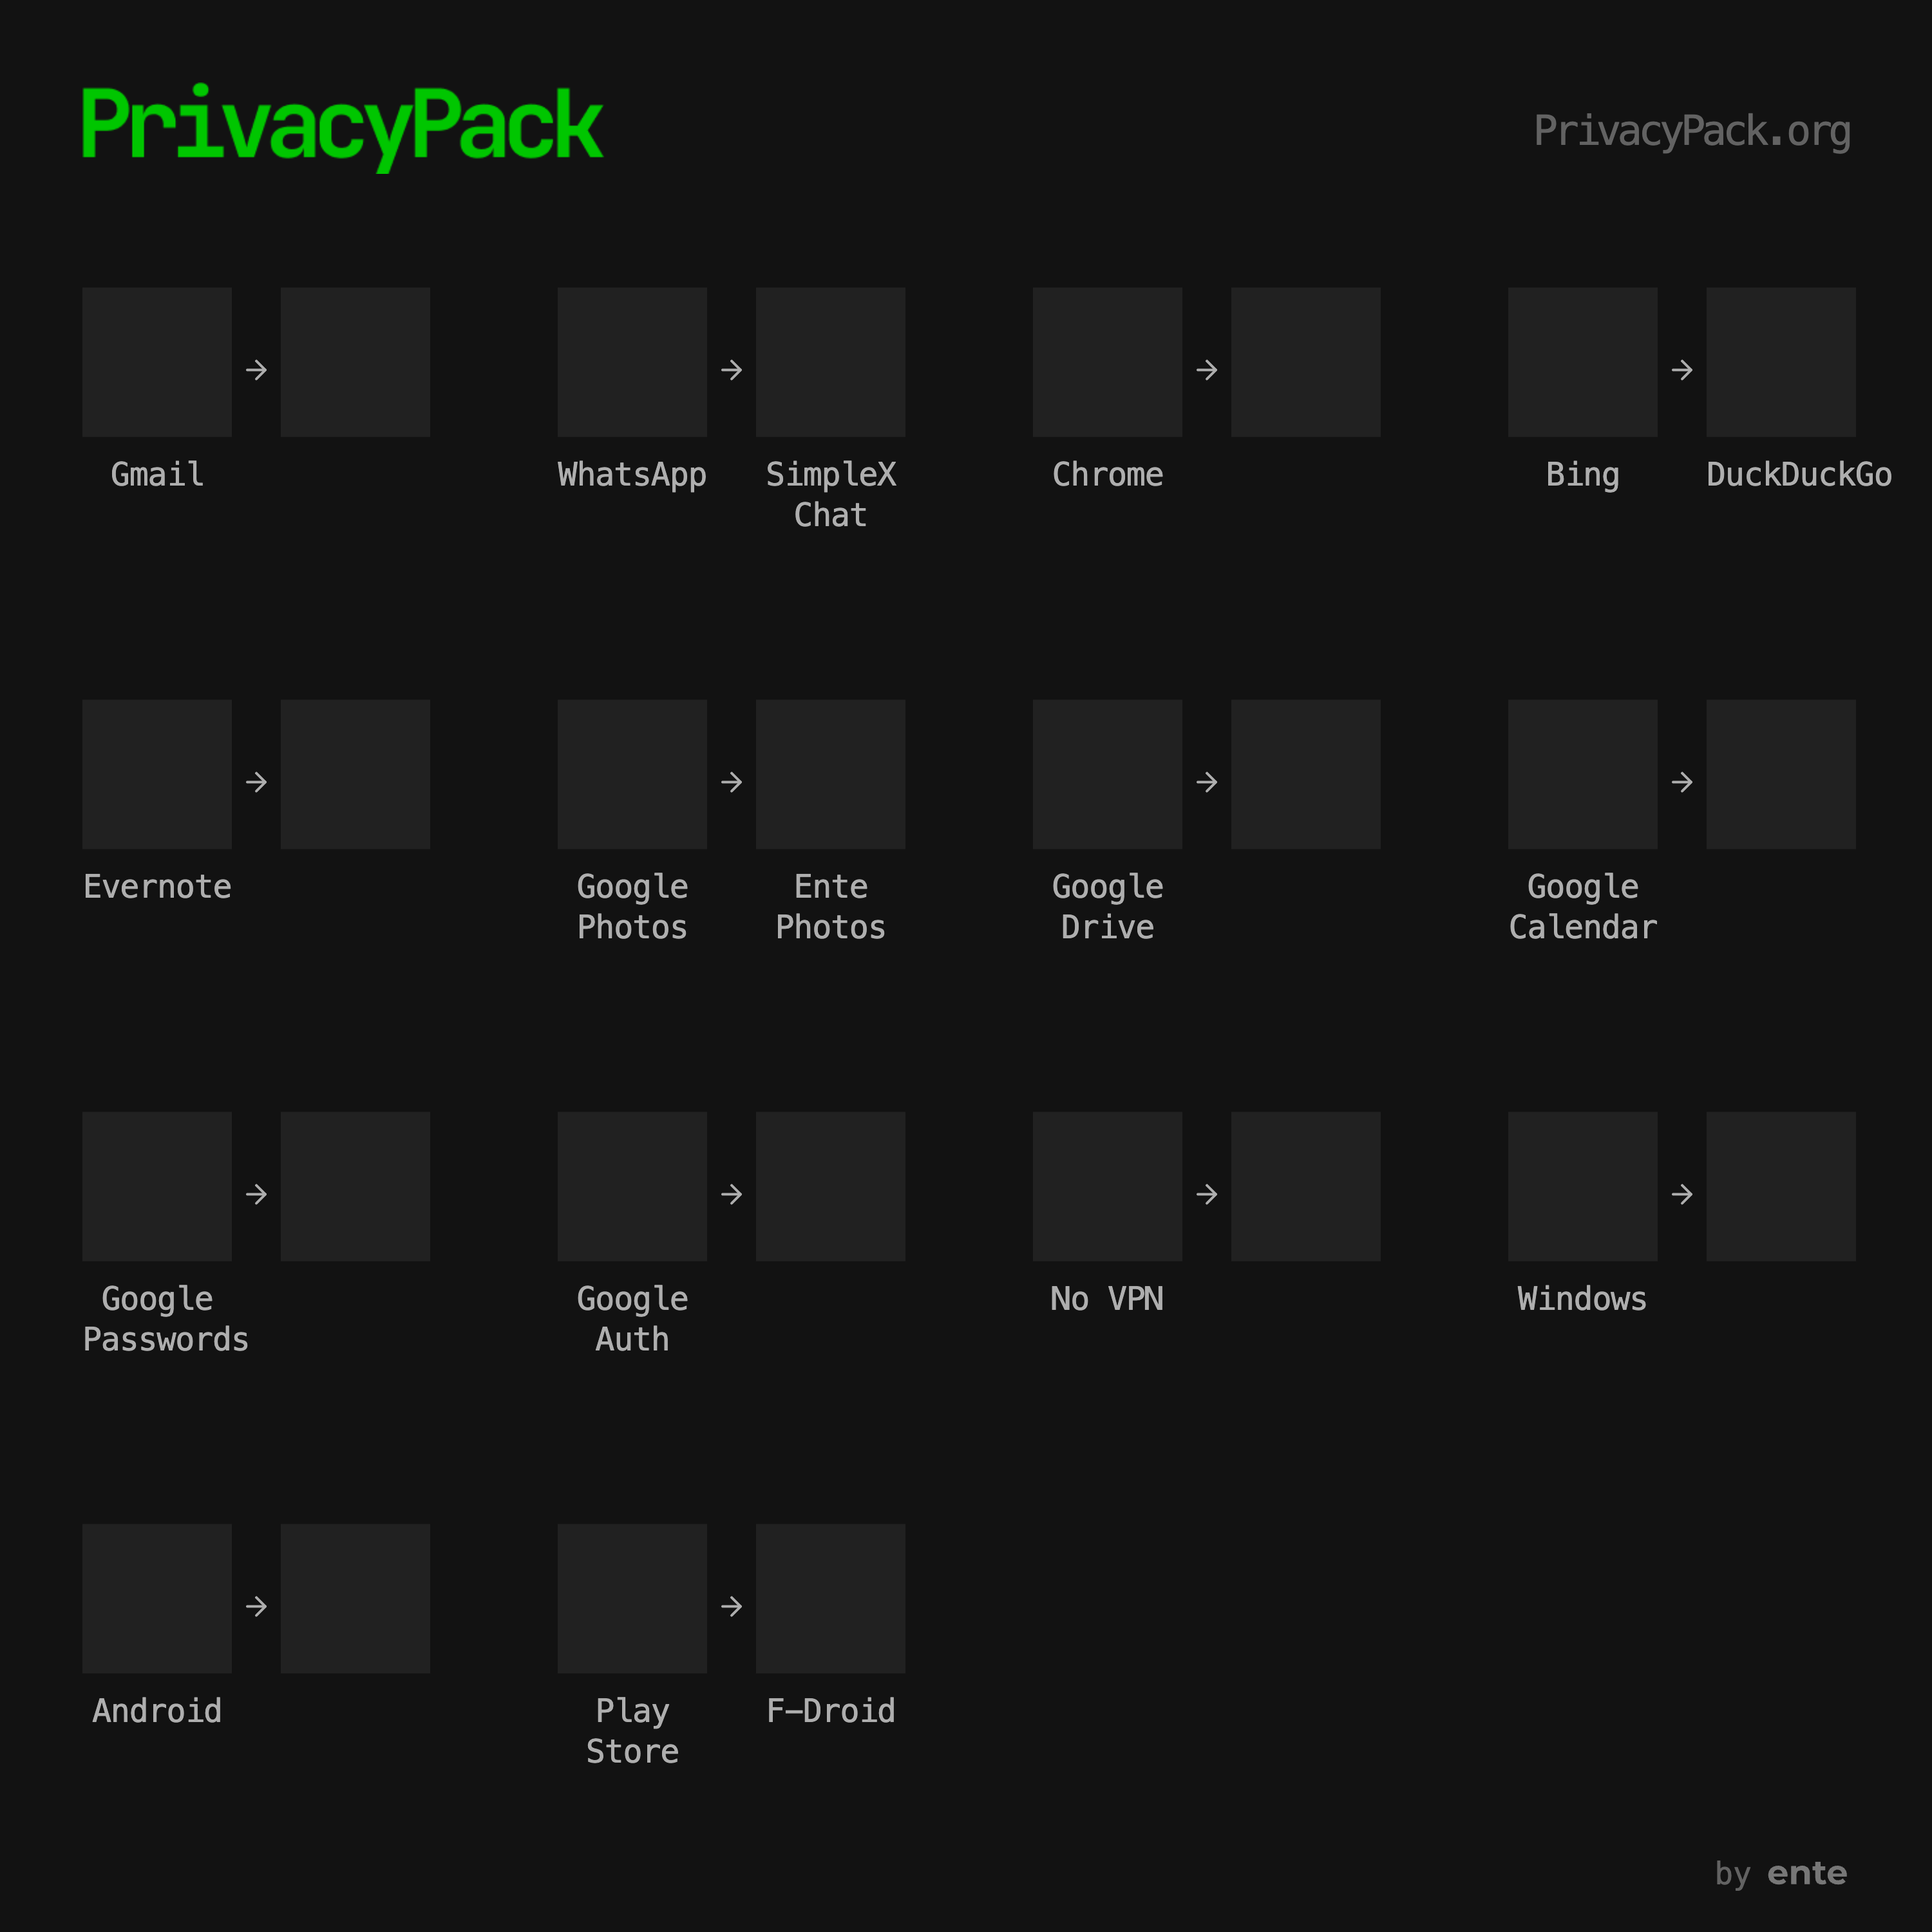 PrivacyPack
PrivacyPack.org
→ → → →
Gmail WhatsApp SimpleX Chrome Bing DuckDuckGo
Chat
→ → → →
Evernote Google Ente Google Google
Photos Photos Drive Calendar
→ → → →
Google Google No VPN Windows
Passwords Auth
→ →
Android Play F–Droid
Store
by ente